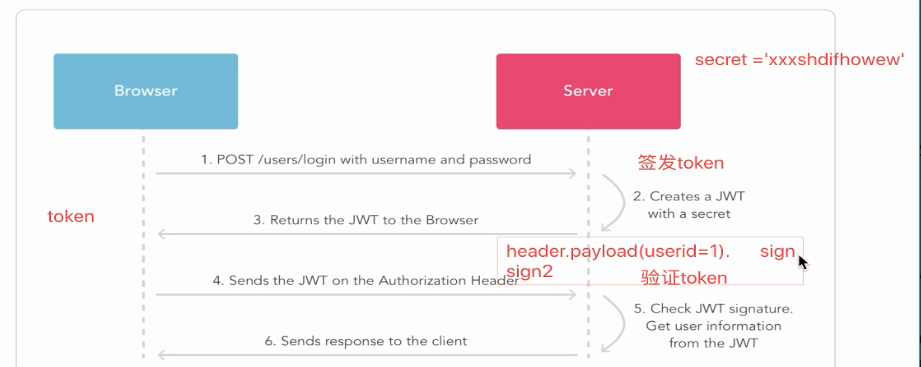 secret ='xxxshdifhowew'
Browser
Server
1. POST /users/login with username and password
签发token
2. Creates a JWT
with a secret
token
3. Returns the JWT to the Browser
header.payload(userid=1). sign
sign2
验证token
4. Sends the JWT on the Authorization Header
5. Check JWT signature.
Get user information
from the JWT
6. Sends response to the client